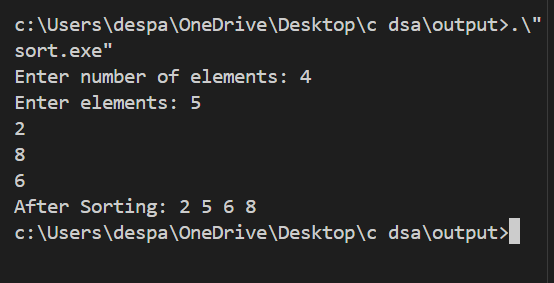 c:\Users\despa\OneDrive\Desktop\c dsa\output>.\"
sort.exe"
Enter number of elements: 4
Enter elements: 5
2
8
6
After Sorting: 2 5 6 8
c:\Users\despa\OneDrive\Desktop\c dsa\output>